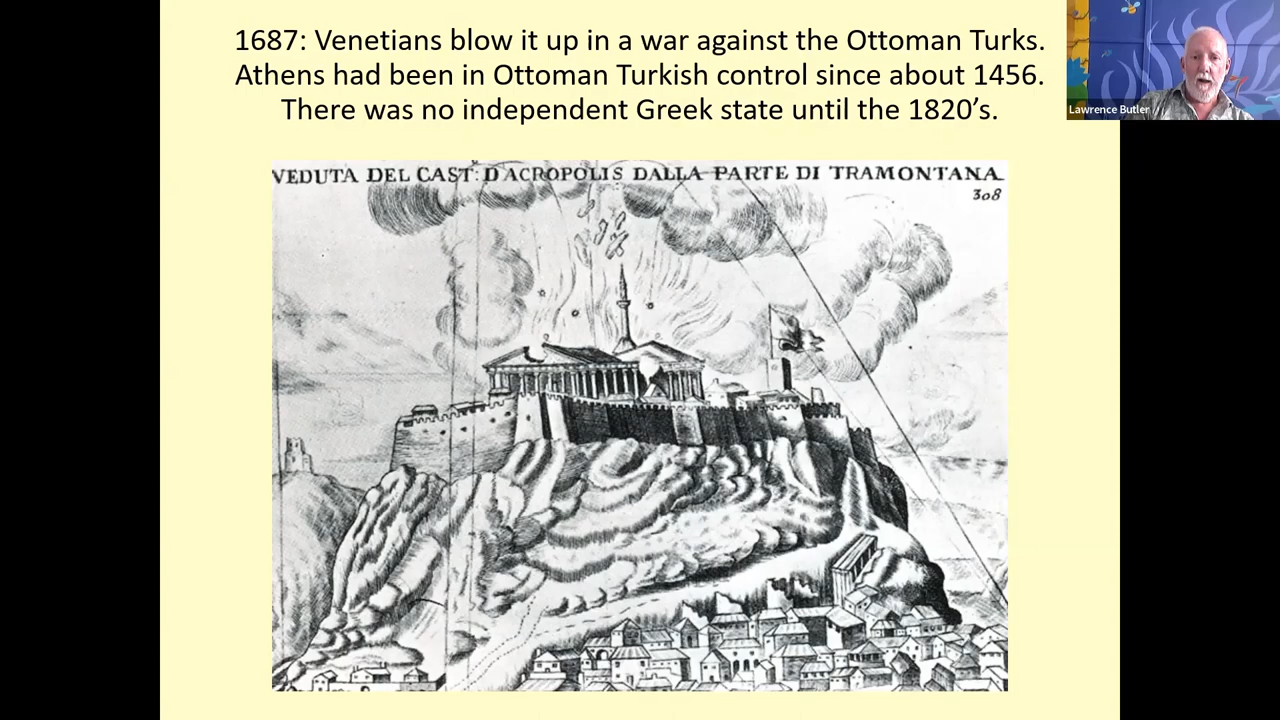 1687: Venetians blow it up in a war against the Ottoman Turks.
Athens had been in Ottoman Turkish control since about 1456.
There was no independent Greek state until the 1820’s.
Lawrence Butler
VEDUTA DEL CAST: D'ACROPOLIS DALLA PARTE DI TRAMONTANA
308